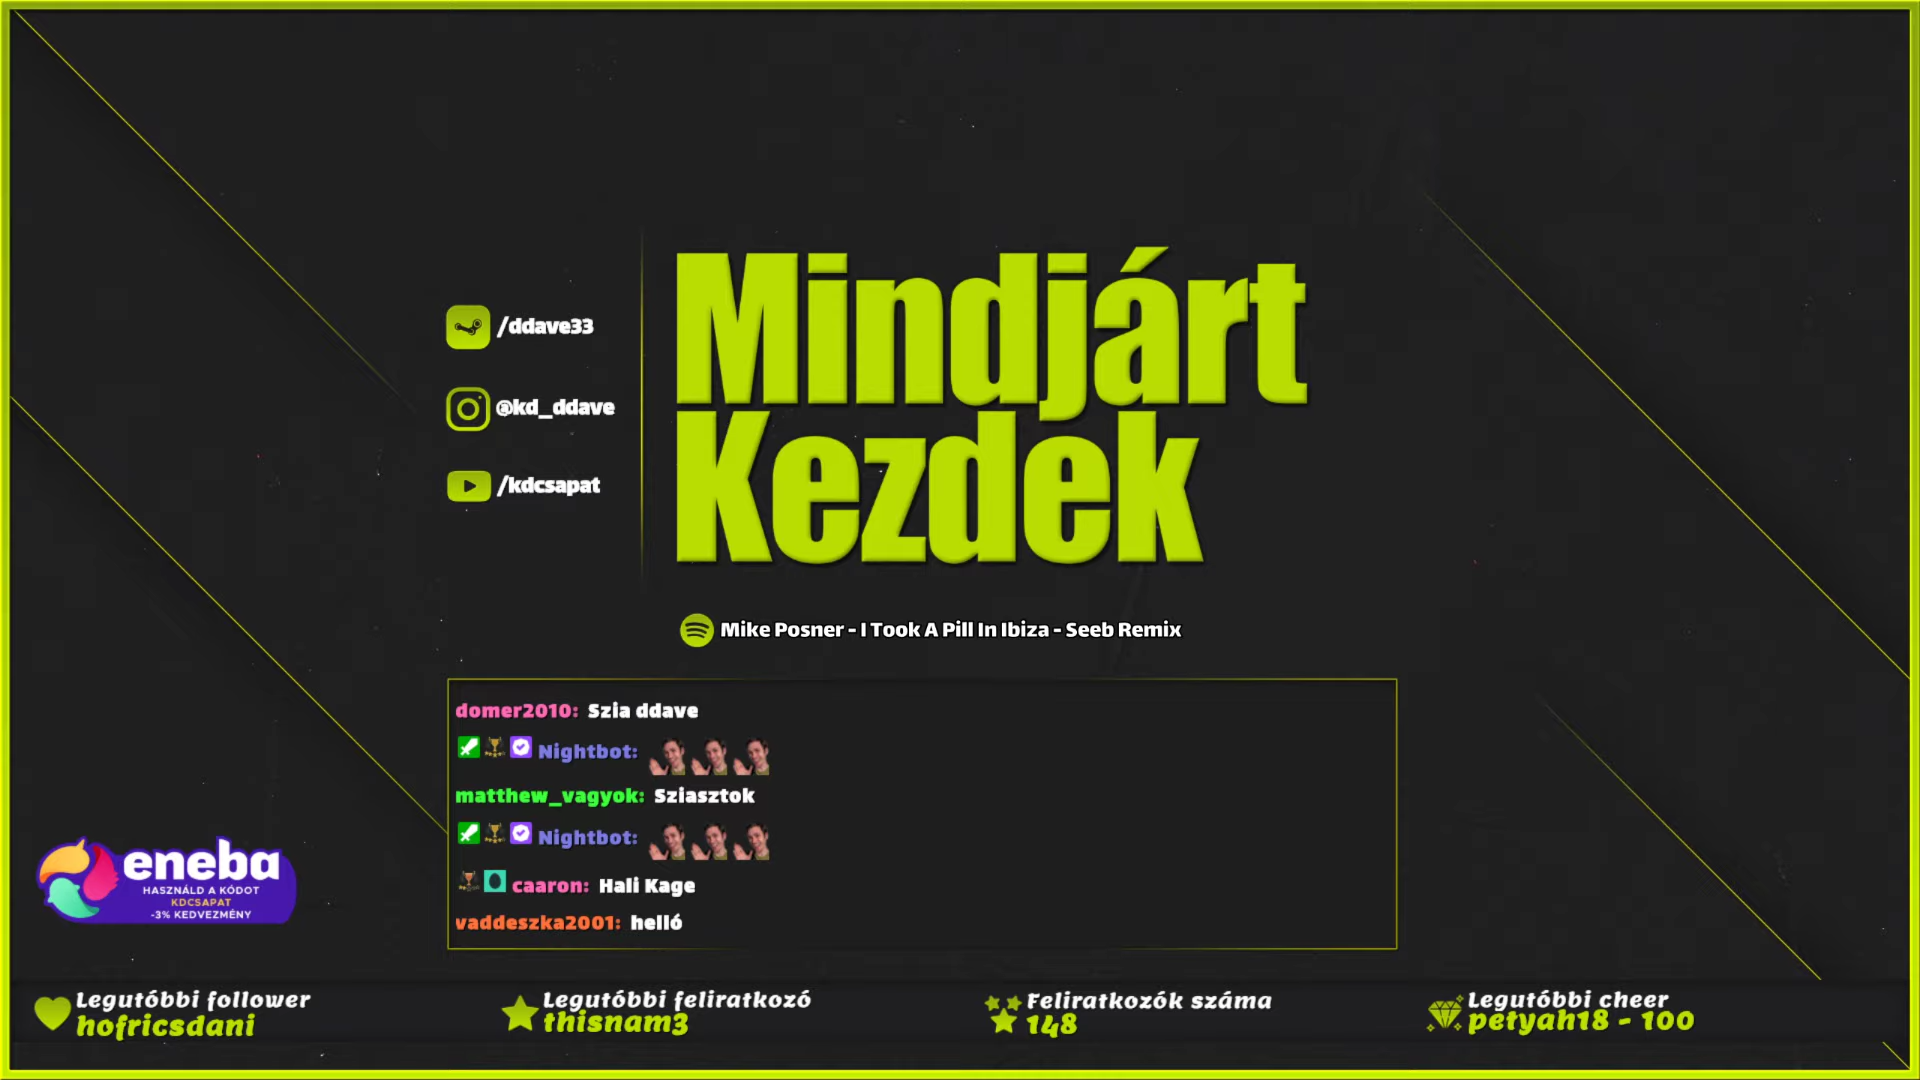 /ddave33
@kd_ddave
/kdcsapat
Mindjárt
Kezdek
Mike Posner - I Took A Pill In Ibiza - Seeb Remix
domer2010: Szia ddave
Nightbot:
matthew_vagyok: Sziasztok
Nightbot:
caaron: Hali Kage
vaddeszka2001: helló
eneba
HASZNÁLD A KÓDOT
KDCSAPAT
-3% KEDVEZMÉNY
Legutóbbi follower
hofricsdani
Legutóbbi feliratkozó
thisnam3
Feliratkozók száma
148
Legutóbbi cheer
petyah18 - 100